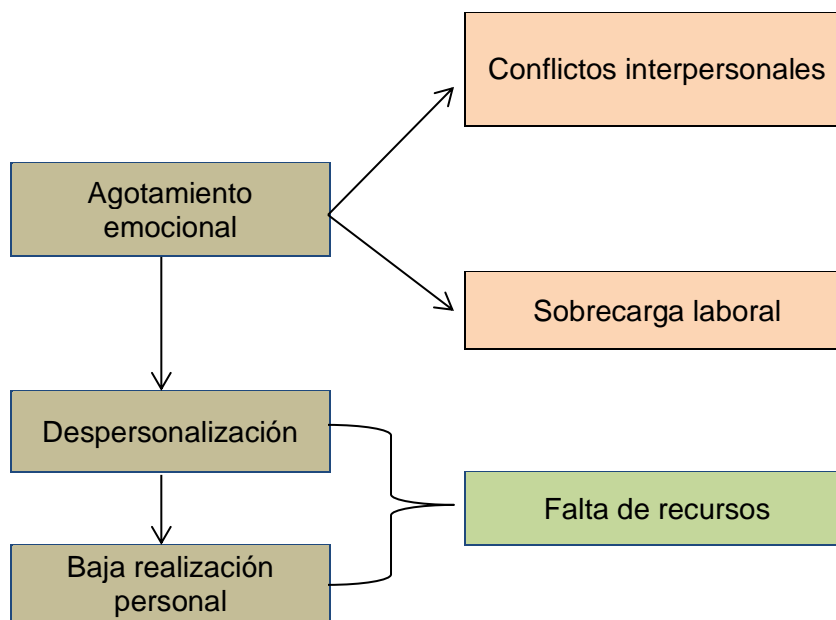 Conflictos interpersonales
Agotamiento
emocional
Sobrecarga laboral
Despersonalización
Falta de recursos
Baja realización
personal